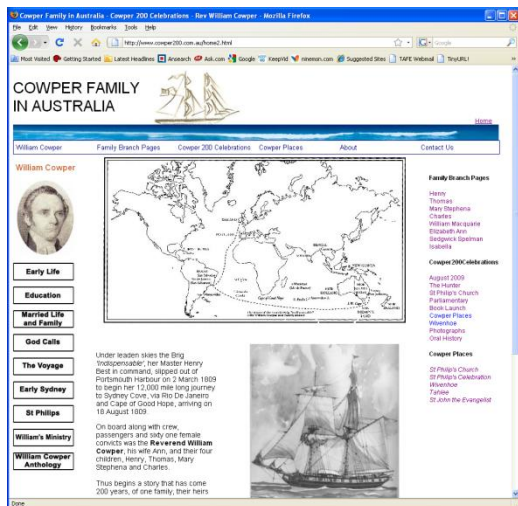 Cowper Family in Australia - Cowper 200 Celebrations - Rev William Cowper - Mozilla Firefox
File Edit View History Bookmarks Tools Help
http://www.cowper200.com.au/home2.html
Google
Most Visited Getting Started Latest Headlines Ask.com Google KeepVid ninemsn.com Suggested Sites TAFE Webmail TinyURL!
COWPER FAMILY
IN AUSTRALIA
Home
William Cowper Family Branch Pages Cowper 200 Celebrations Cowper Places About Contact Us
William Cowper
Early Life
Education
Married Life
and Family
God Calls
The Voyage
Early Sydney
St Philips
William's Ministry
William Cowper
Anthology
Under leaden skies the Brig
'Indispensable', her Master Henry
Best in command, slipped out of
Portsmouth Harbour on 2 March 1809
to begin her 12,000 mile long journey
to Sydney Cove, via Rio De Janeiro
and Cape of Good Hope, arriving on
18 August 1809.
On board along with crew,
passengers and sixty one female
convicts was the Reverend William
Cowper, his wife Ann, and their four
children, Henry, Thomas, Mary
Stephena and Charles.
Thus begins a story that has come
200 years, of one family, their heirs
Family Branch Pages
Henry
Thomas
Mary Stephena
Charles
William Macquarie
Elizabeth Ann
Sedgwick Spelman
Isabella
Cowper200Celebrations
August 2009
The Hunter
St Philip's Church
Parliamentary
Book Launch
Cowper Places
Wivenhoe
Photographs
Oral History
Cowper Places
St Philip's Church
St Philip's Celebration
Wivenhoe
Tahlee
St John the Evangelist
Done